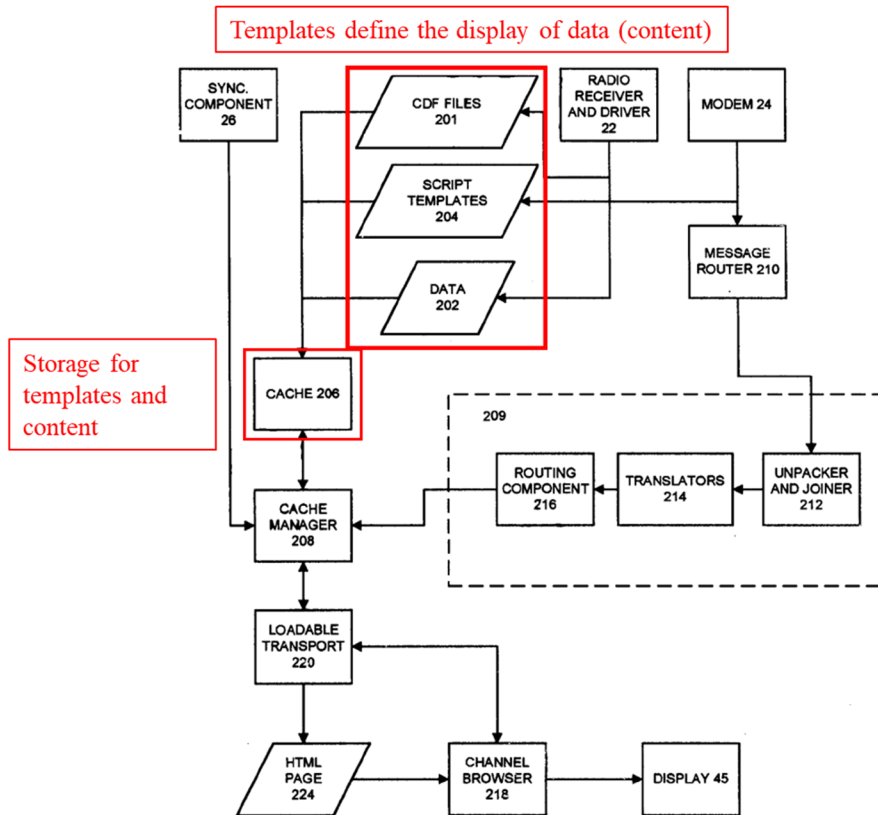 Templates define the display of data (content)
SYNC.
COMPONENT
26
CDF FILES
201
RADIO
RECEIVER
AND DRIVER
22
MODEM 24
SCRIPT
TEMPLATES
204
MESSAGE
ROUTER 210
DATA
202
Storage for
templates and
content
CACHE 206
209
ROUTING
COMPONENT
216
TRANSLATORS
214
UNPACKER
AND JOINER
212
CACHE
MANAGER
208
LOADABLE
TRANSPORT
220
HTML
PAGE
224
CHANNEL
BROWSER
218
DISPLAY 45